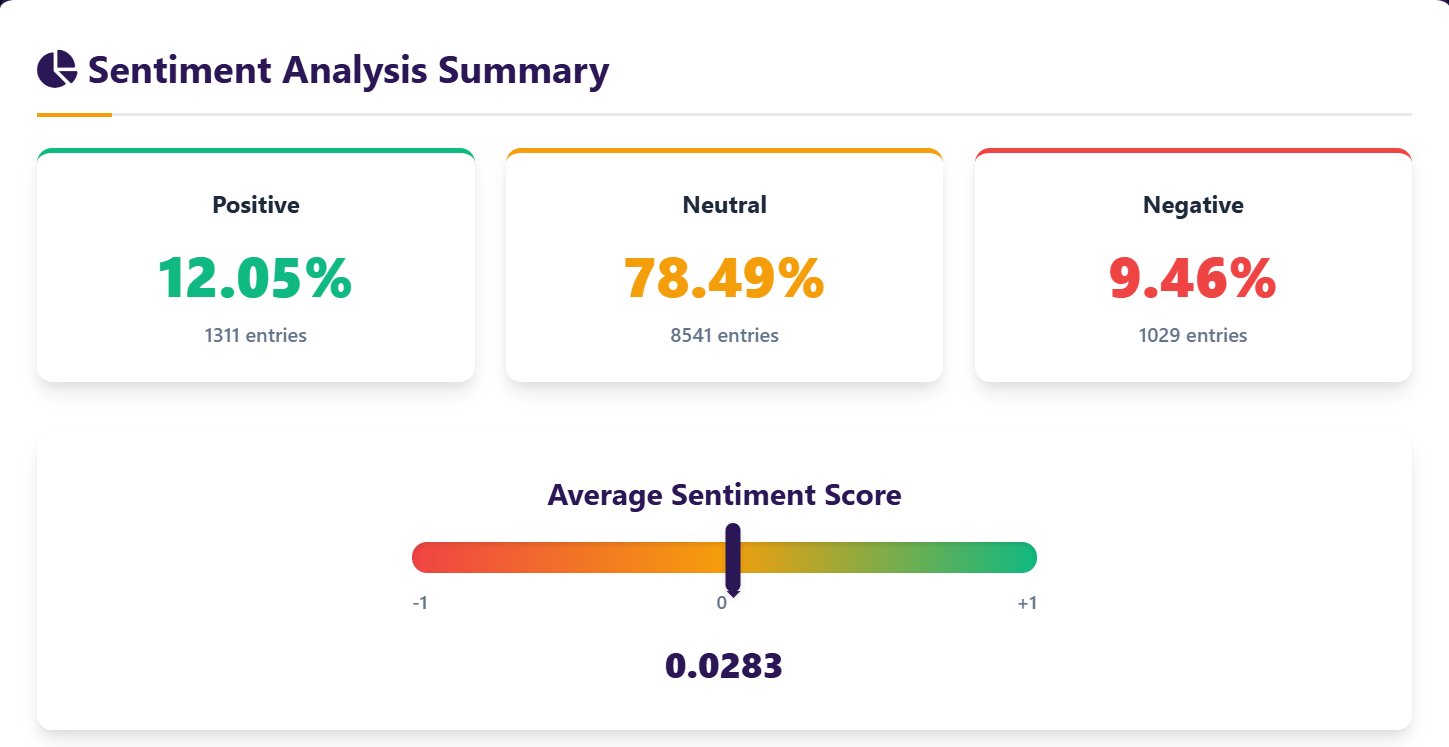 Sentiment Analysis Summary
Positive
12.05%
1311 entries
Neutral
78.49%
8541 entries
Negative
9.46%
1029 entries
Average Sentiment Score
-1 0 +1
0.0283